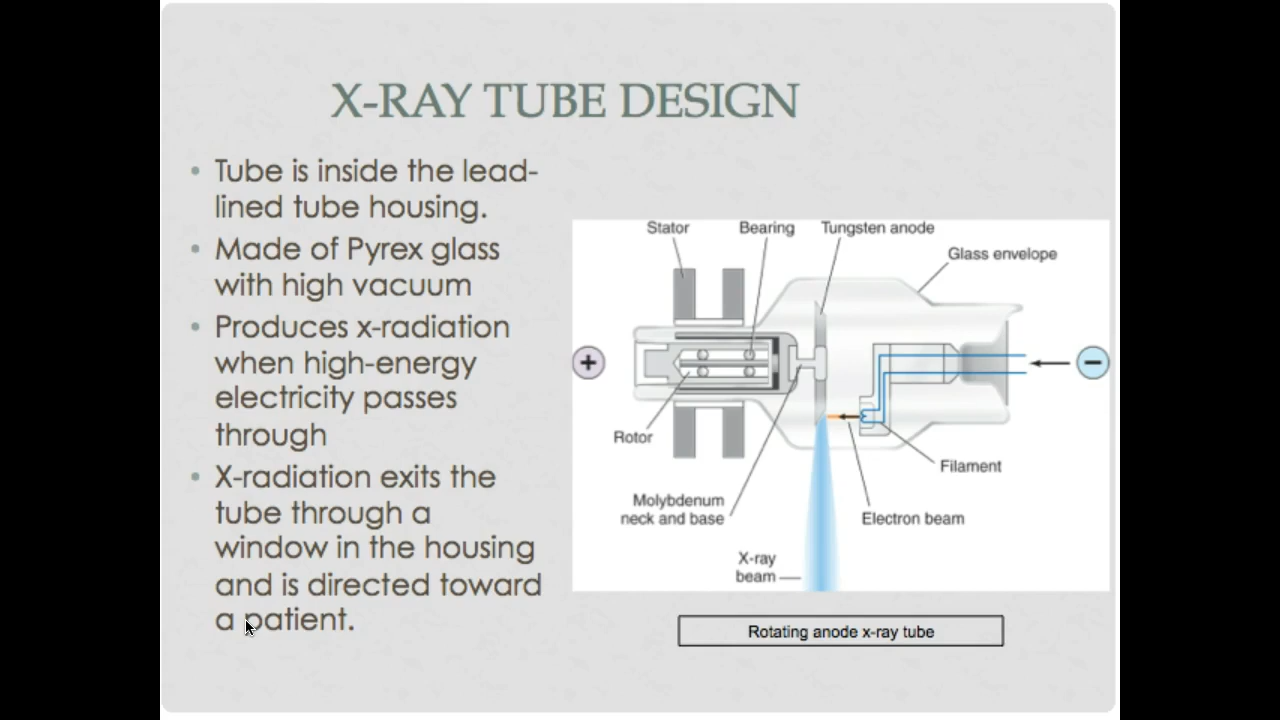 X-RAY TUBE DESIGN
• Tube is inside the lead-
lined tube housing.
• Made of Pyrex glass
with high vacuum
• Produces x-radiation
when high-energy
electricity passes
through
• X-radiation exits the
tube through a
window in the housing
and is directed toward
a patient.
Stator
Bearing
Tungsten anode
Glass envelope
+
−
Rotor
Filament
Molybdenum
neck and base
Electron beam
X-ray
beam
Rotating anode x-ray tube